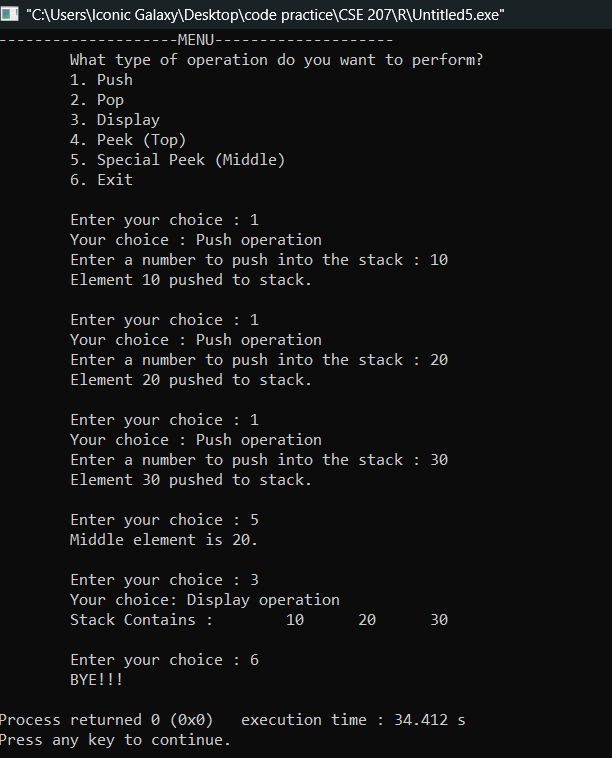 "C:\Users\Iconic Galaxy\Desktop\code practice\CSE 207\R\Untitled5.exe"
--------------------MENU--------------------
What type of operation do you want to perform?
1. Push
2. Pop
3. Display
4. Peek (Top)
5. Special Peek (Middle)
6. Exit
Enter your choice : 1
Your choice : Push operation
Enter a number to push into the stack : 10
Element 10 pushed to stack.
Enter your choice : 1
Your choice : Push operation
Enter a number to push into the stack : 20
Element 20 pushed to stack.
Enter your choice : 1
Your choice : Push operation
Enter a number to push into the stack : 30
Element 30 pushed to stack.
Enter your choice : 5
Middle element is 20.
Enter your choice : 3
Your choice: Display operation
Stack Contains :        10      20      30
Enter your choice : 6
BYE!!!
Process returned 0 (0x0)   execution time : 34.412 s
Press any key to continue.